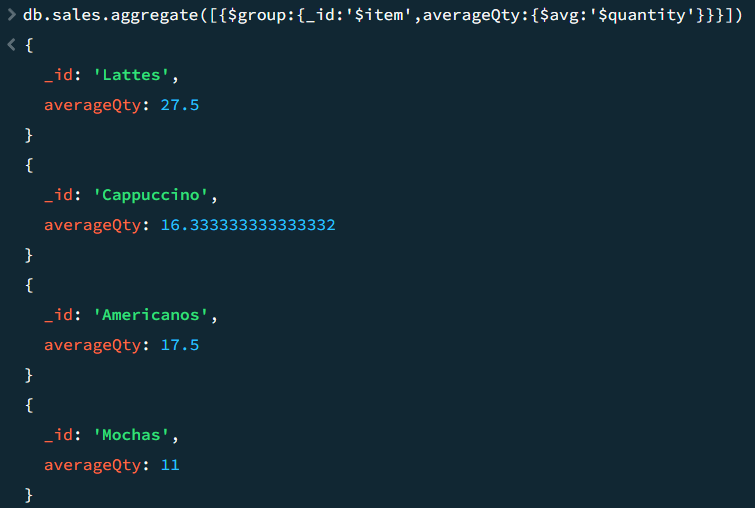 > db.sales.aggregate([{$group:{_id:'$item',averageQty:{$avg:'$quantity'}}}])
< {
_id: 'Lattes',
averageQty: 27.5
}
{
_id: 'Cappuccino',
averageQty: 16.333333333333332
}
{
_id: 'Americanos',
averageQty: 17.5
}
{
_id: 'Mochas',
averageQty: 11
}